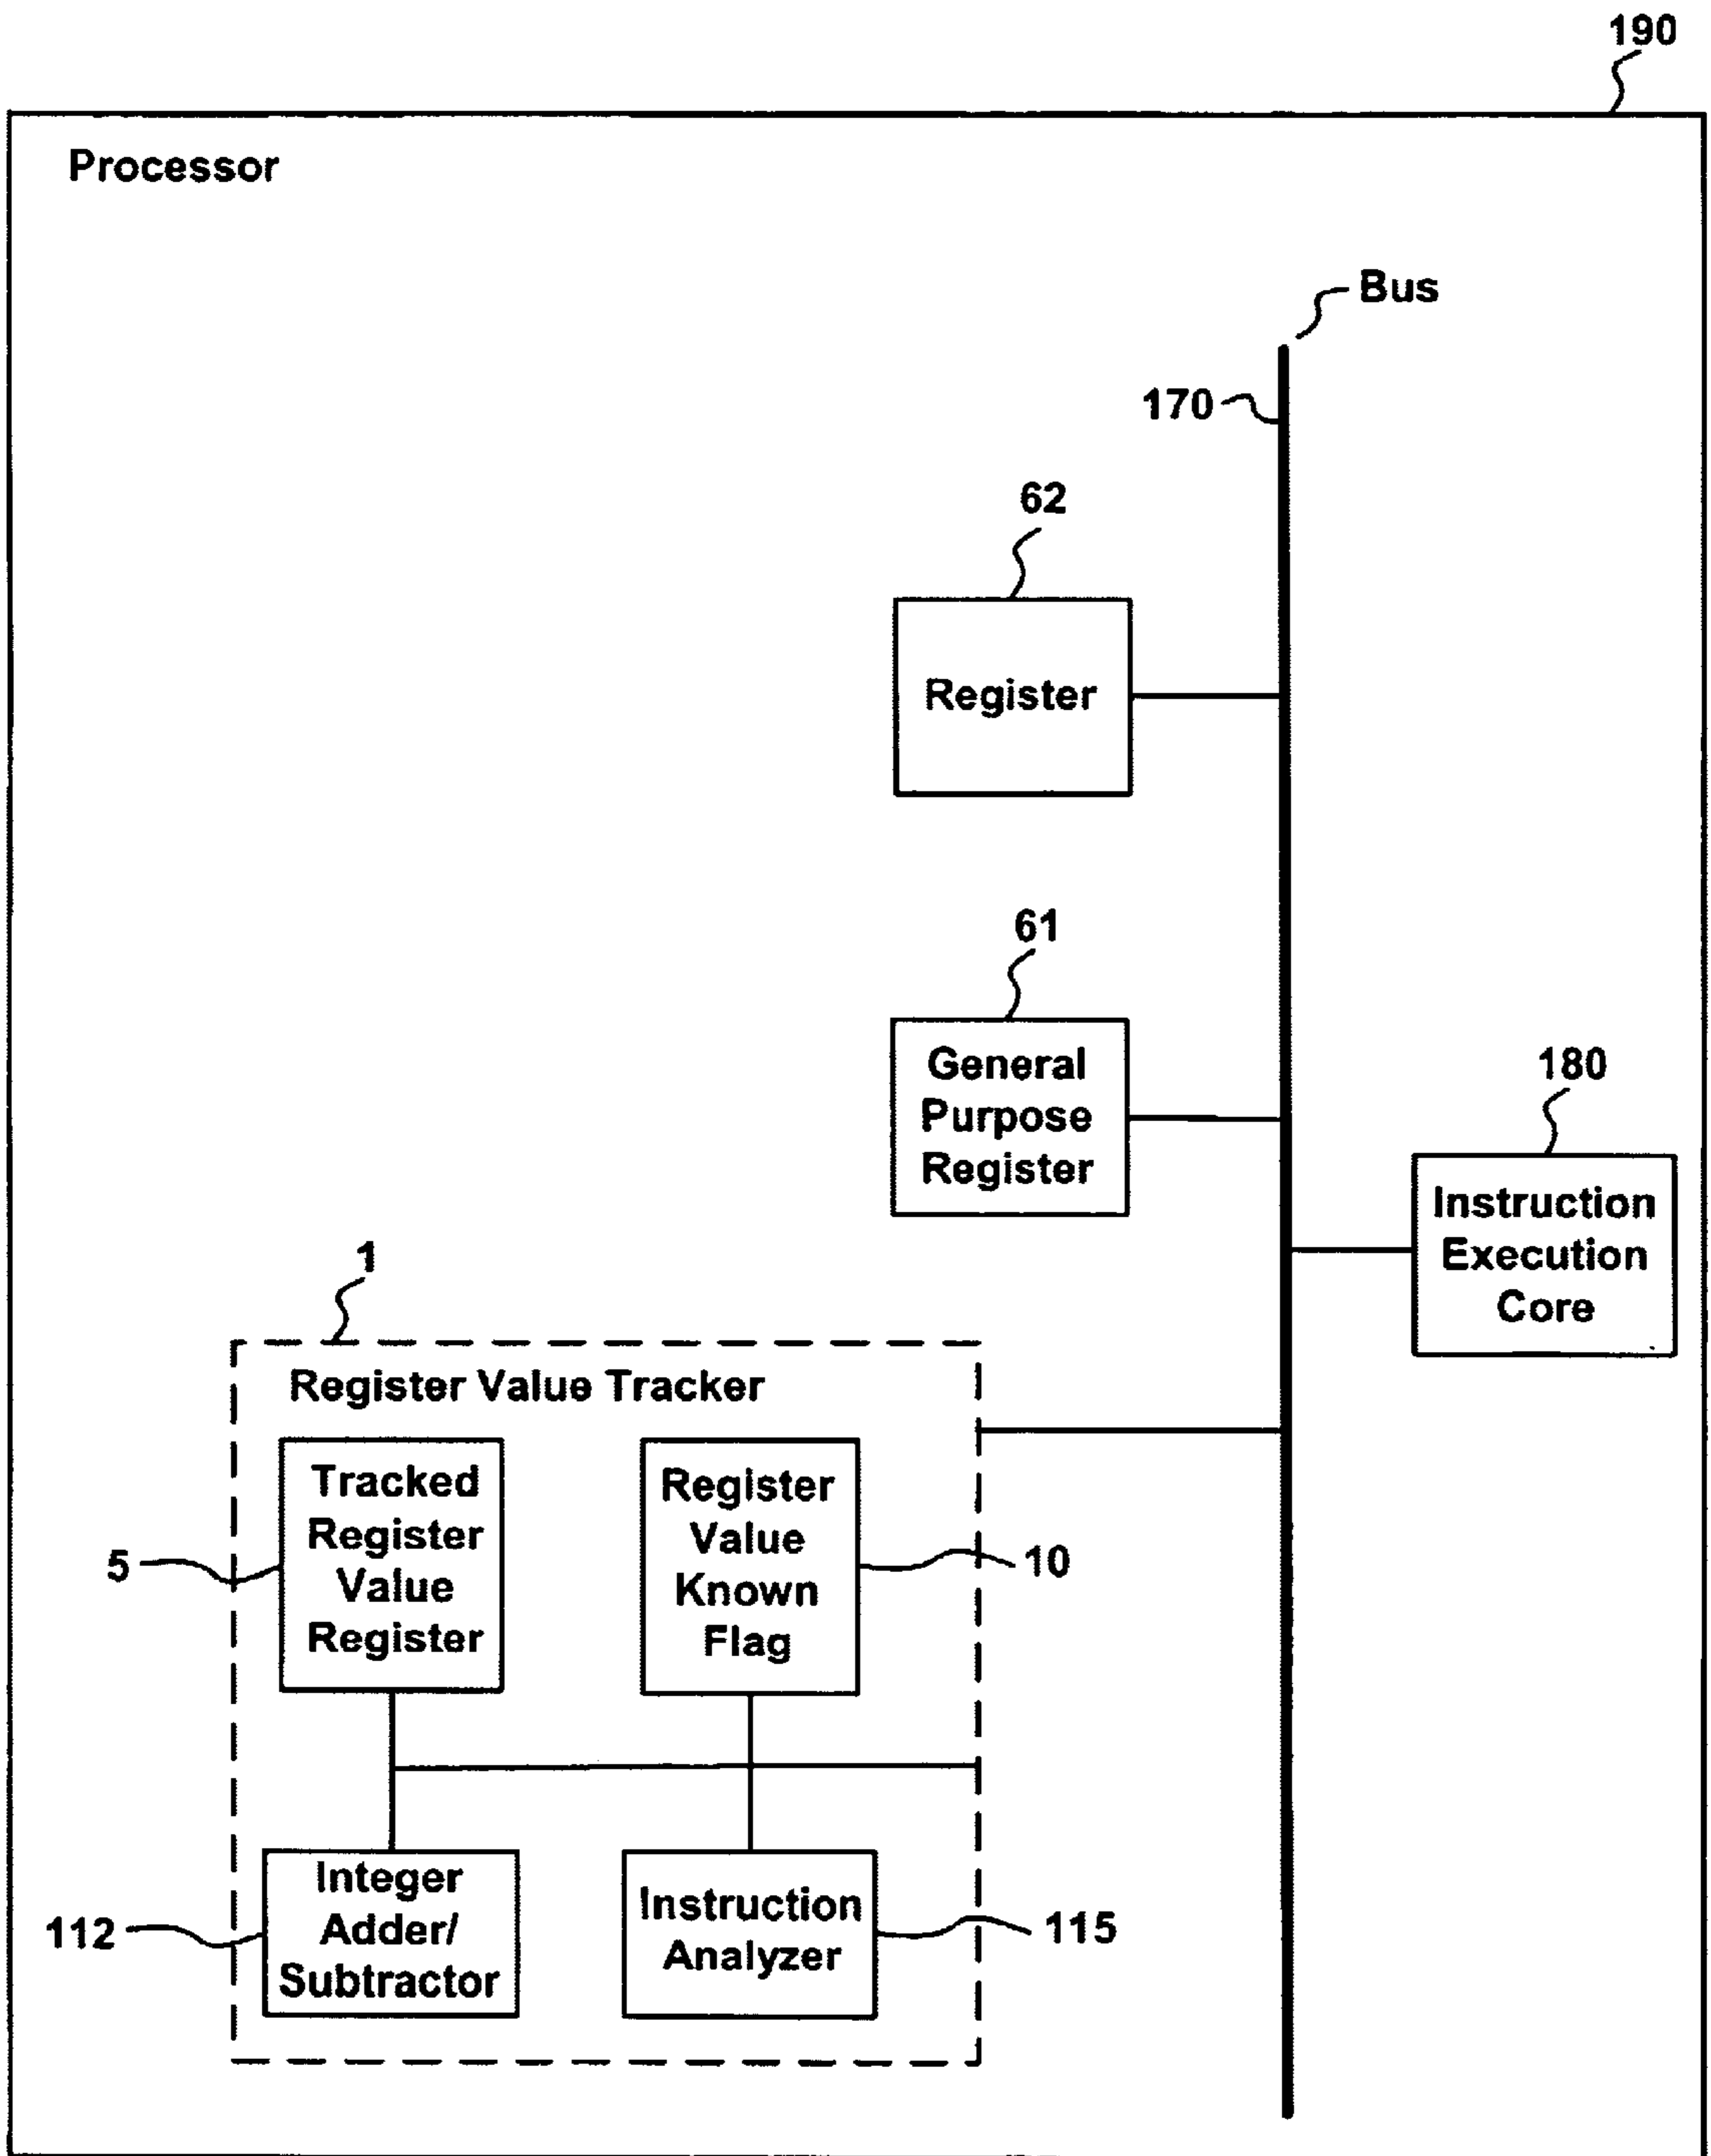 190
Processor
Bus
170
62
Register
61
General
Purpose
Register
180
Instruction
Execution
Core
1
Register Value Tracker
Tracked
Register
Value
Register
5
Register
Value
Known
Flag
10
Integer
Adder/
Subtractor
112
Instruction
Analyzer
115